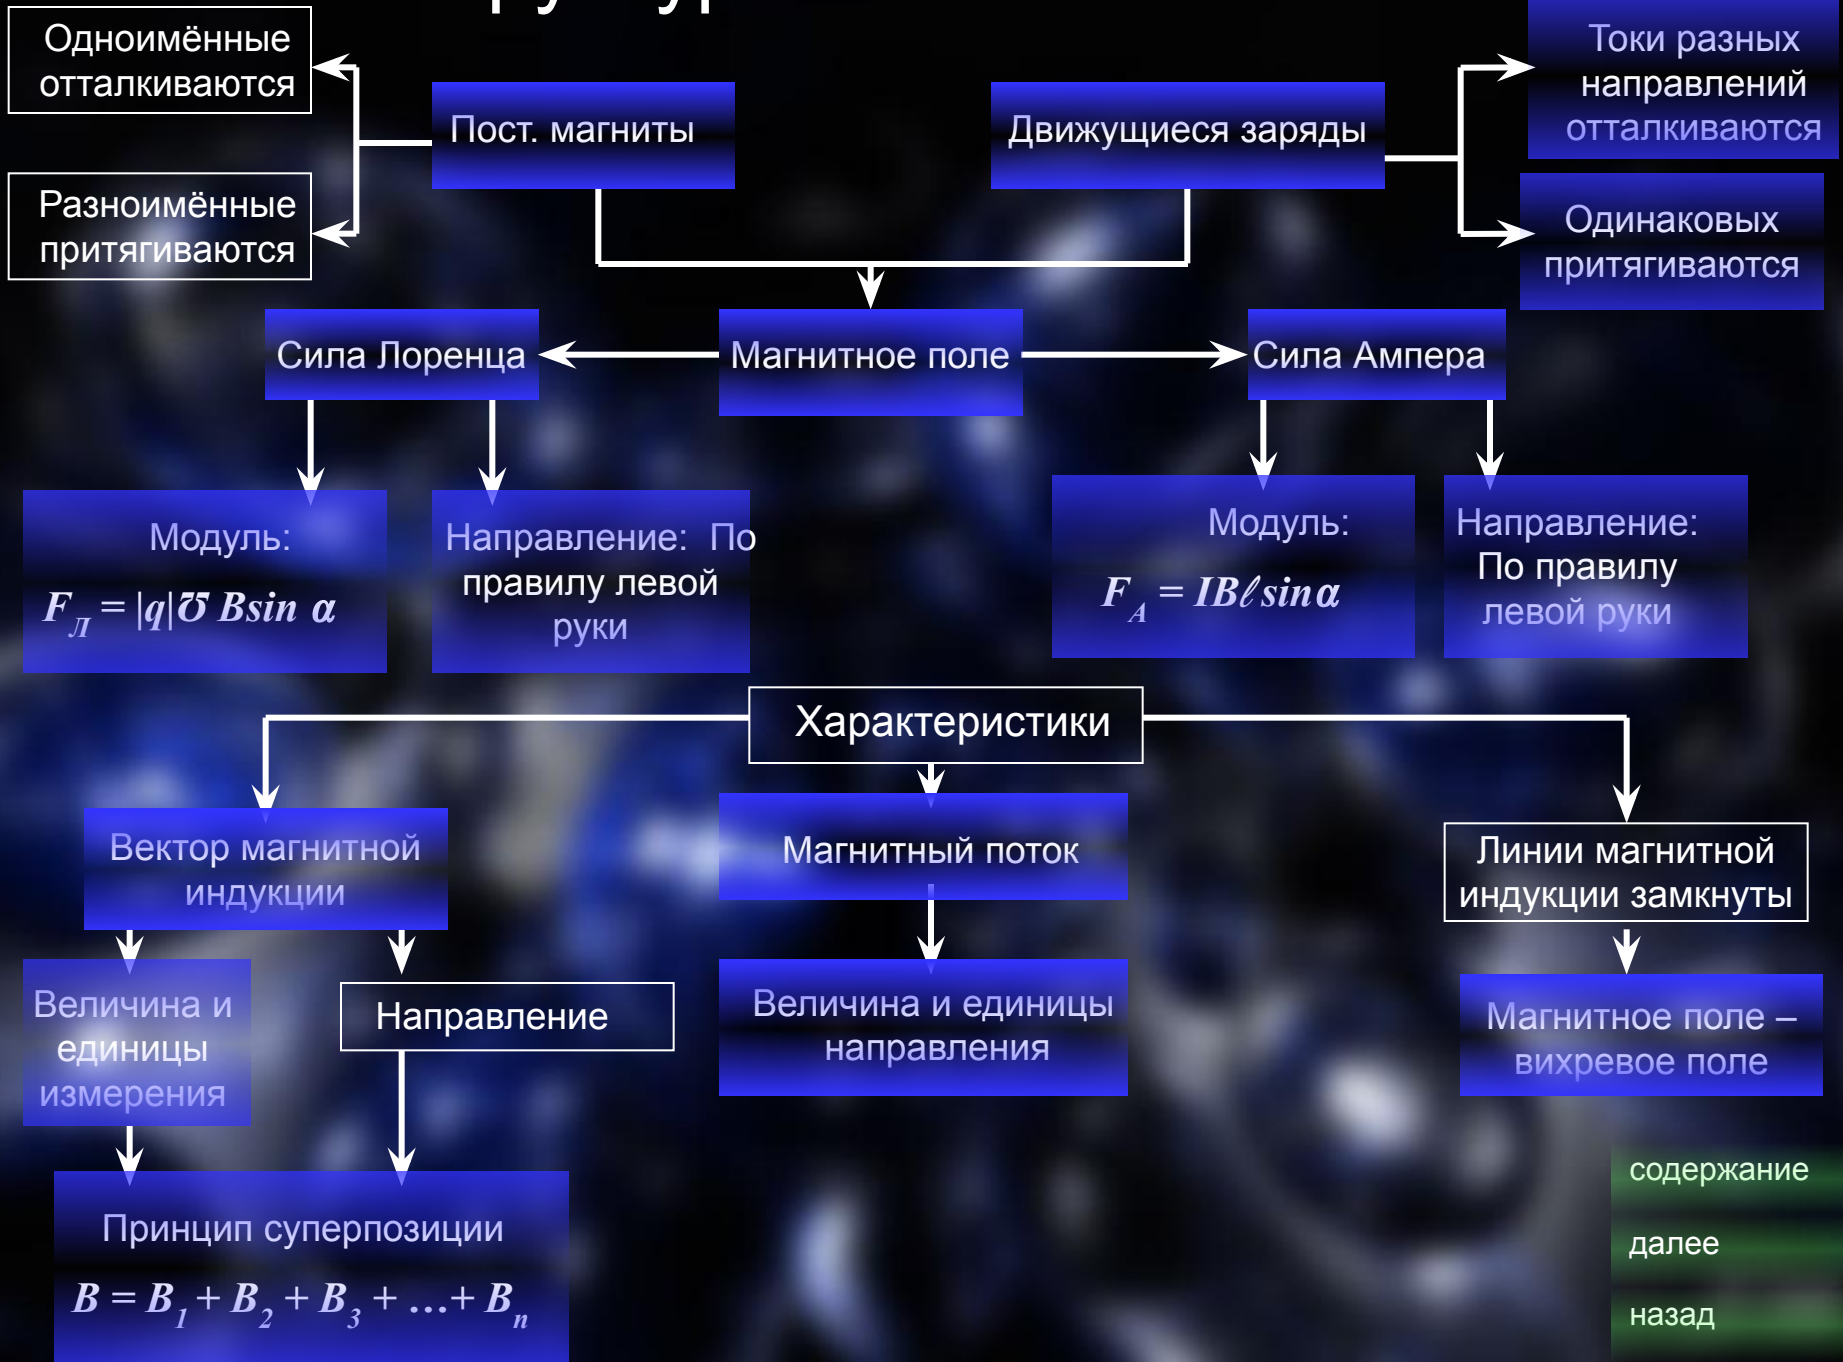 Одноимённые
отталкиваются
Пост. магниты
Движущиеся заряды
Токи разных
направлений
отталкиваются
Разноимённые
притягиваются
Одинаковых
притягиваются
Сила Лоренца
Магнитное поле
Сила Ампера
Модуль:
F_Л = |q|ʊ Bsin α
Направление: По
правилу левой
руки
Модуль:
F_A = IBℓsinα
Направление:
По правилу
левой руки
Характеристики
Вектор магнитной
индукции
Магнитный поток
Линии магнитной
индукции замкнуты
Величина и
единицы
измерения
Направление
Величина и единицы
направления
Магнитное поле –
вихревое поле
Принцип суперпозиции
B = B_1 + B_2 + B_3 + …+ B_n
содержание
далее
назад